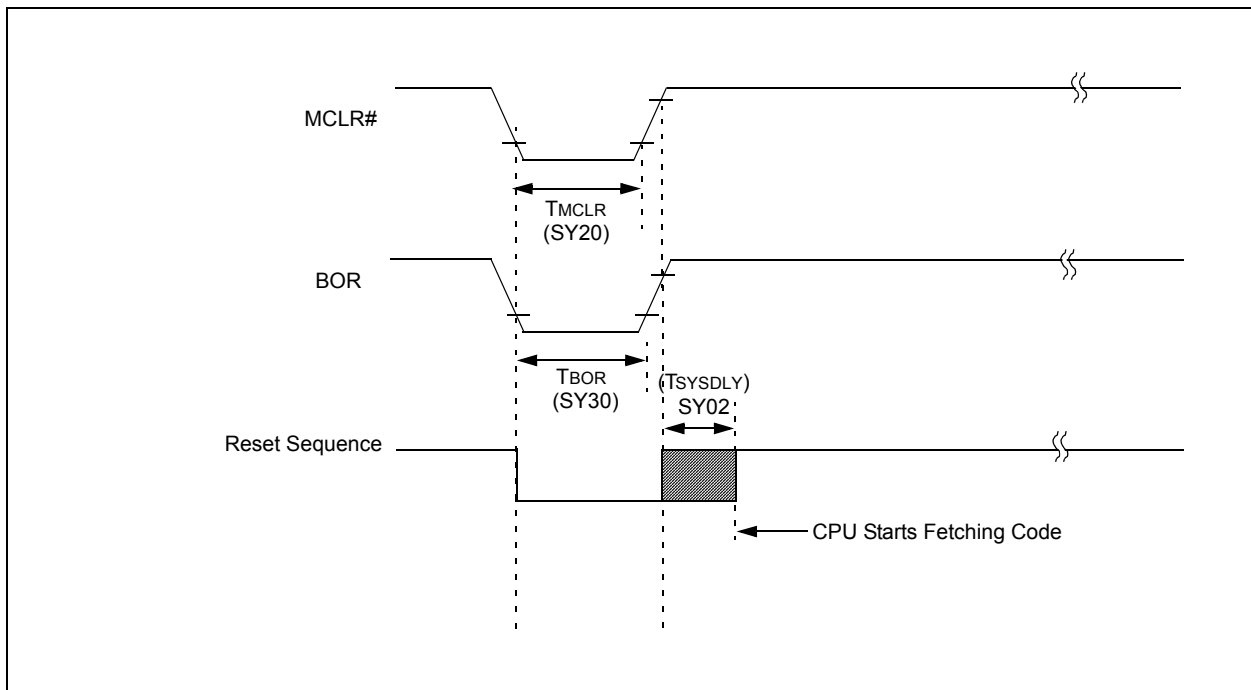 MCLR#
TMCLR
(SY20)
BOR
TBOR
(SY30)
(TSYSDLY)
SY02
Reset Sequence
CPU Starts Fetching Code